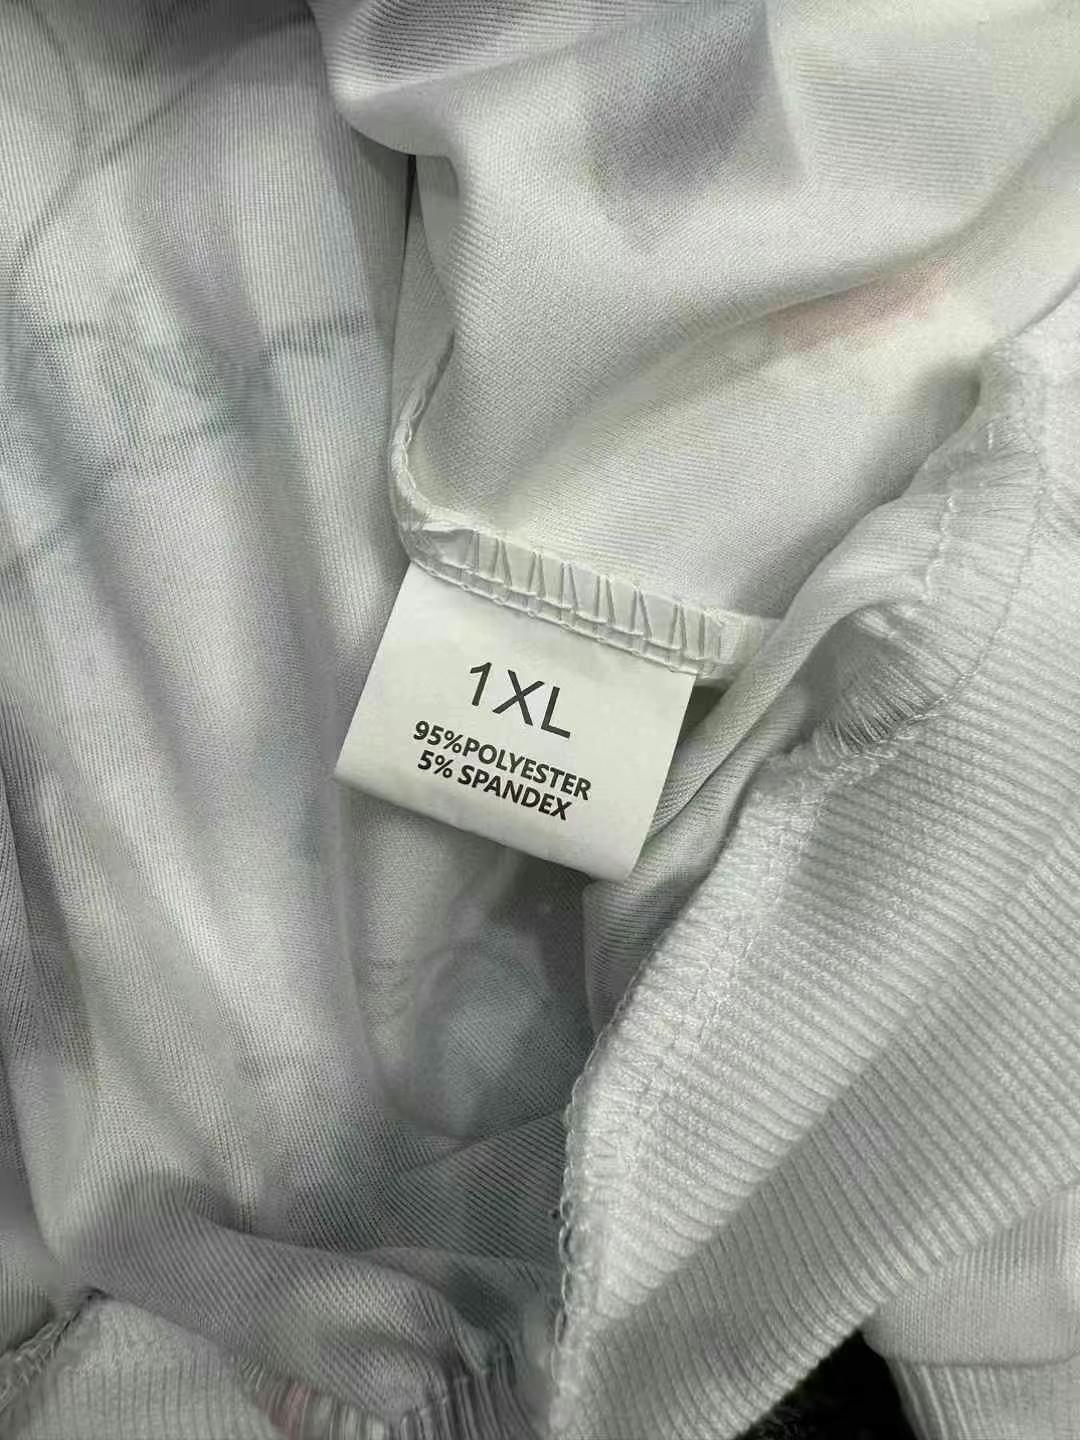 1XL
95%POLYESTER
5% SPANDEX